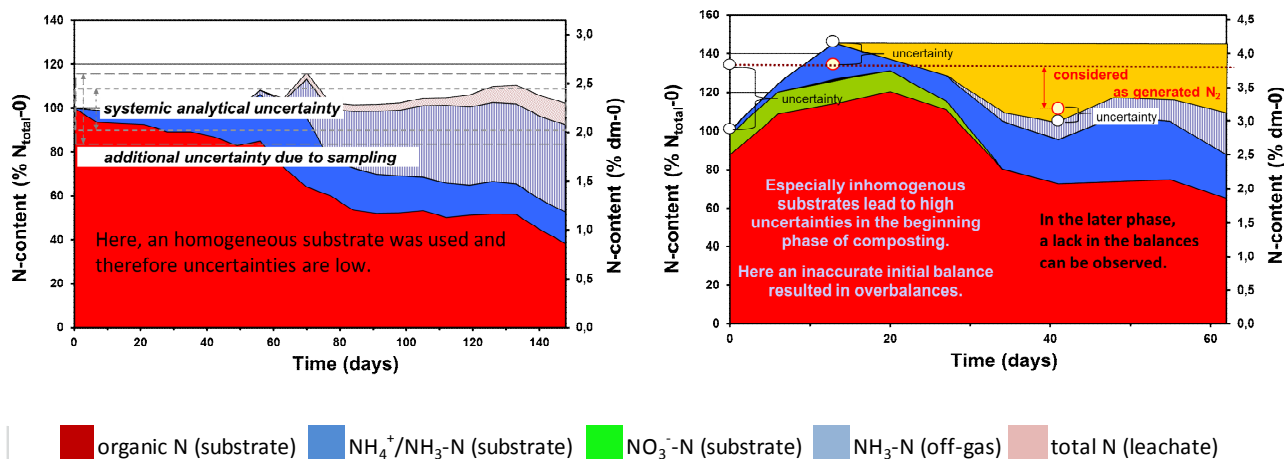 N-content (% Ntotal-0)
140
120
100
80
60
40
20
0
0
20
40
60
80
100
120
140
Time (days)
3,0
2,5
2,0
1,5
1,0
0,5
0,0
N-content (% dm-0)
systemic analytical uncertainty
additional uncertainty due to sampling
Here, an homogeneous substrate was used and
therefore uncertainties are low.
N-content (% Ntotal-0)
160
140
120
100
80
60
40
20
0
0
10
20
30
40
50
60
Time (days)
4,5
4,0
3,5
3,0
2,5
2,0
1,5
1,0
0,5
0,0
N-content (% dm-0)
uncertainty
uncertainty
considered
as generated N₂
uncertainty
Especially inhomogenous
substrates lead to high
uncertainties in the beginning
phase of composting.
Here an inaccurate initial balance
resulted in overbalances.
In the later phase,
a lack in the balances
can be observed.
organic N (substrate)
NH₄⁺/NH₃-N (substrate)
NO₃⁻-N (substrate)
NH₃-N (off-gas)
total N (leachate)